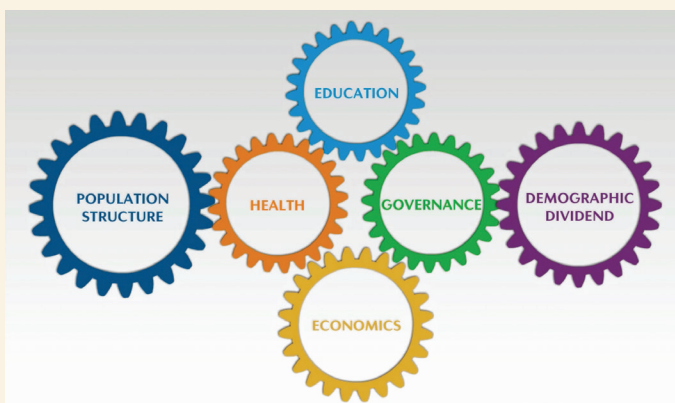 EDUCATION
POPULATION
STRUCTURE
HEALTH
GOVERNANCE
DEMOGRAPHIC
DIVIDEND
ECONOMICS